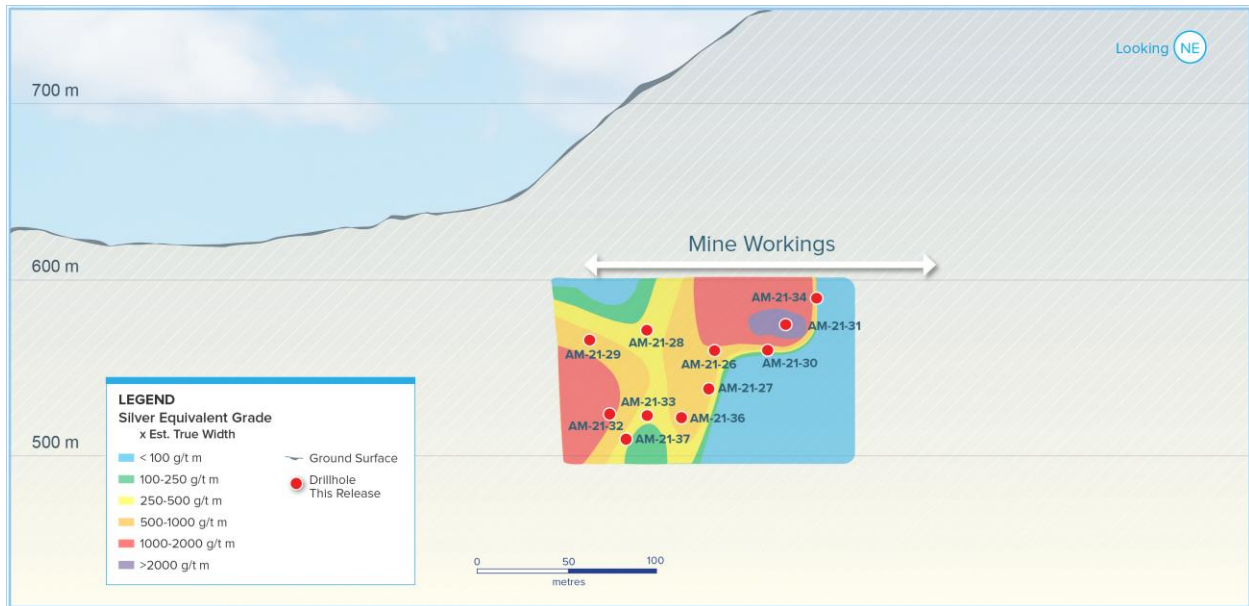 Looking NE
700 m
600 m
500 m
Mine Workings
AM-21-34
AM-21-31
AM-21-28
AM-21-29
AM-21-26
AM-21-30
AM-21-27
AM-21-33
AM-21-32
AM-21-36
AM-21-37
LEGEND
Silver Equivalent Grade
x Est. True Width
< 100 g/t m
100-250 g/t m
250-500 g/t m
500-1000 g/t m
1000-2000 g/t m
>2000 g/t m
Ground Surface
Drillhole
This Release
0 50 100
metres